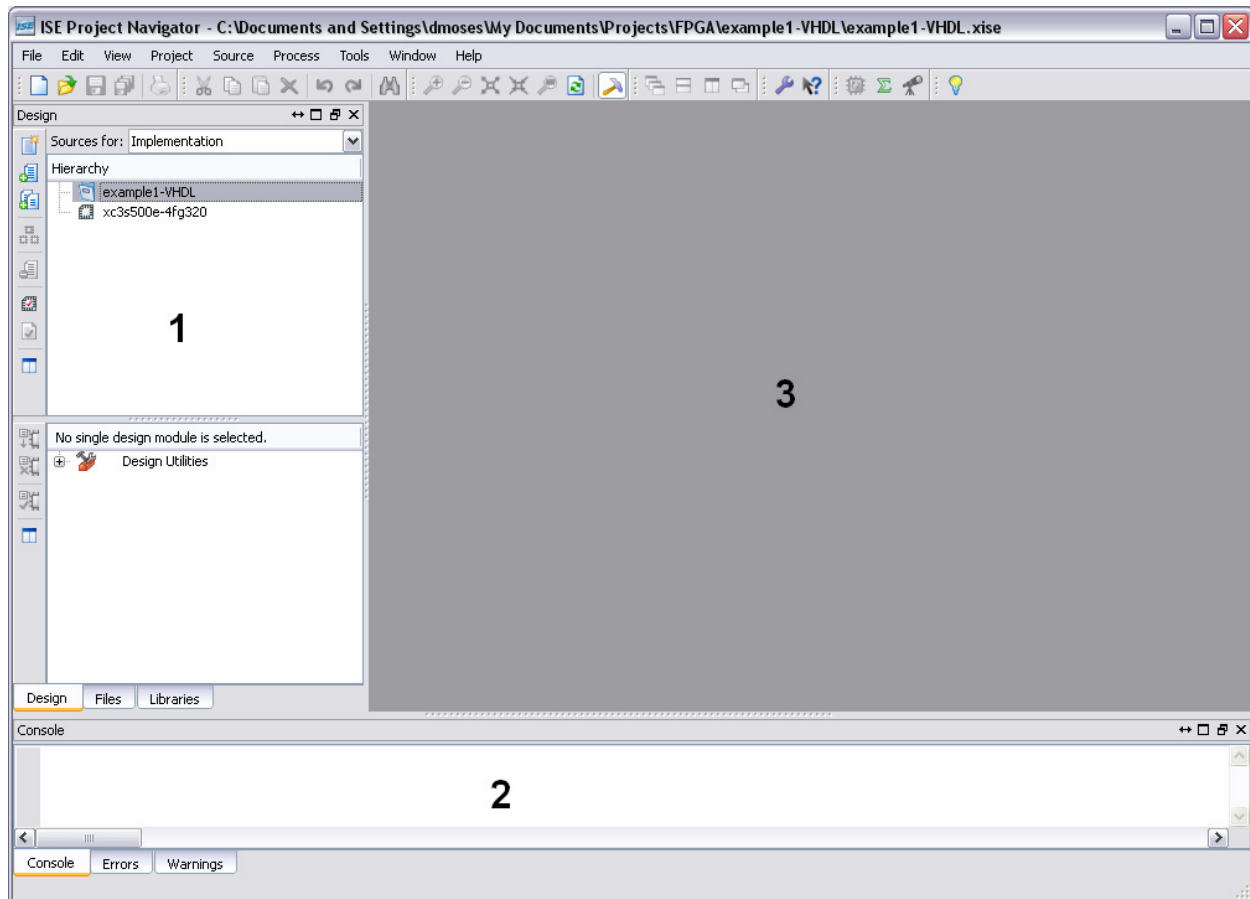 ISE Project Navigator - C:\Documents and Settings\dmoses\My Documents\Projects\FPGA\example1-VHDL\example1-VHDL.xise
File Edit View Project Source Process Tools Window Help
Design
Sources for: Implementation
Hierarchy
example1-VHDL
xc3s500e-4fg320
1
3
No single design module is selected.
Design Utilities
Design Files Libraries
Console
2
Console Errors Warnings